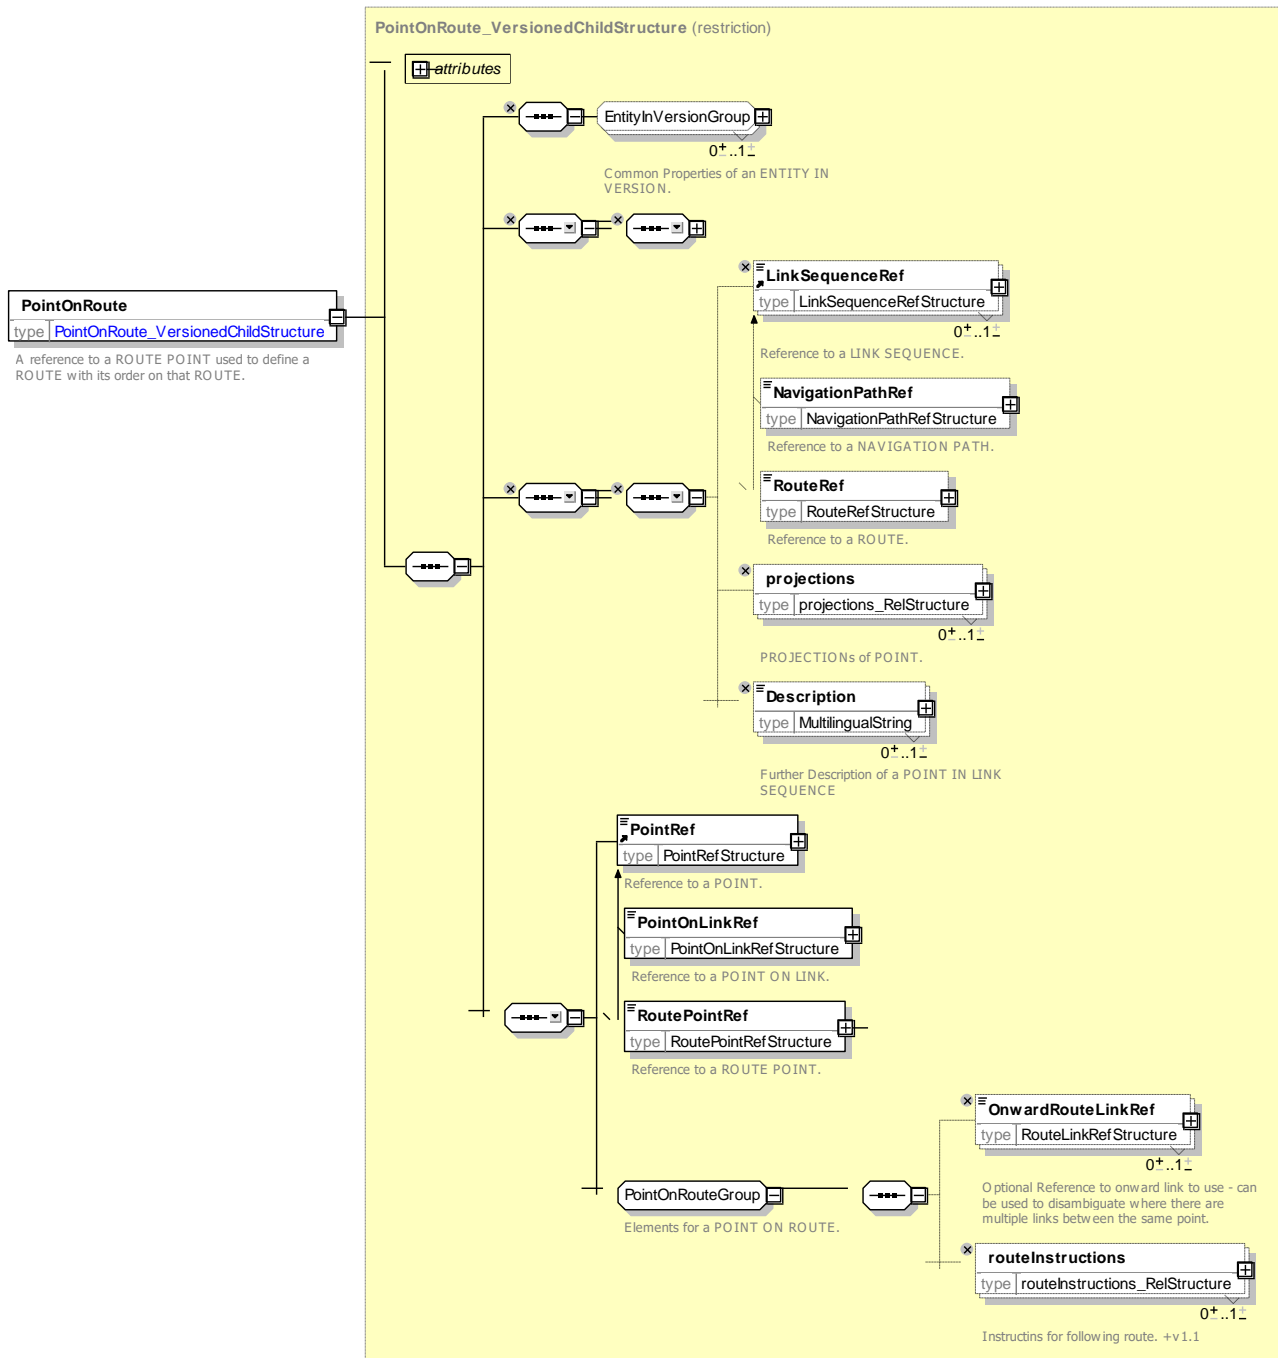 PointOnRoute_VersionedChildStructure (restriction)
attributes
EntityInVersionGroup
0..1
Common Properties of an ENTITY IN
VERSION.
LinkSequenceRef
type LinkSequenceRefStructure
0..1
Reference to a LINK SEQUENCE.
PointOnRoute
type PointOnRoute_VersionedChildStructure
A reference to a ROUTE POINT used to define a
ROUTE with its order on that ROUTE.
NavigationPathRef
type NavigationPathRefStructure
Reference to a NAVIGATION PATH.
RouteRef
type RouteRefStructure
Reference to a ROUTE.
projections
type projections_RelStructure
0..1
PROJECTIONs of POINT.
Description
type MultilingualString
0..1
Further Description of a POINT IN LINK
SEQUENCE
PointRef
type PointRefStructure
Reference to a POINT.
PointOnLinkRef
type PointOnLinkRefStructure
Reference to a POINT ON LINK.
RoutePointRef
type RoutePointRefStructure
Reference to a ROUTE POINT.
OnwardRouteLinkRef
type RouteLinkRefStructure
0..1
Optional Reference to onward link to use - can
be used to disambiguate where there are
multiple links between the same point.
PointOnRouteGroup
Elements for a POINT ON ROUTE.
routeInstructions
type routeInstructions_RelStructure
0..1
Instructins for following route. +v1.1